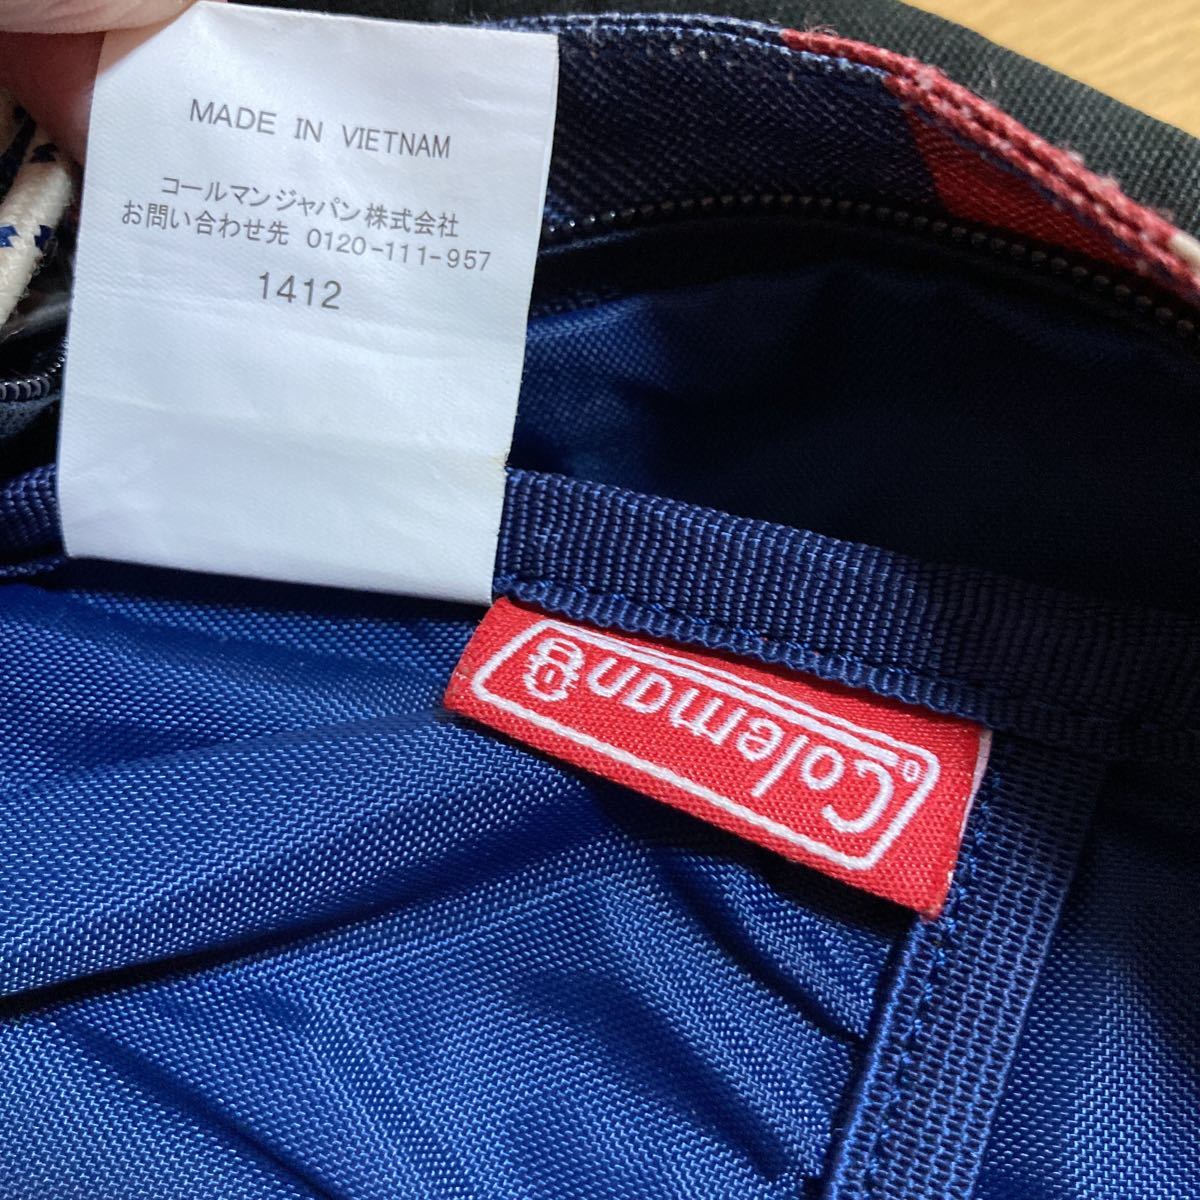 MADE IN VIETNAM
コールマンジャパン株式会社
お問い合わせ先 0120-111-957
1412
Coleman®